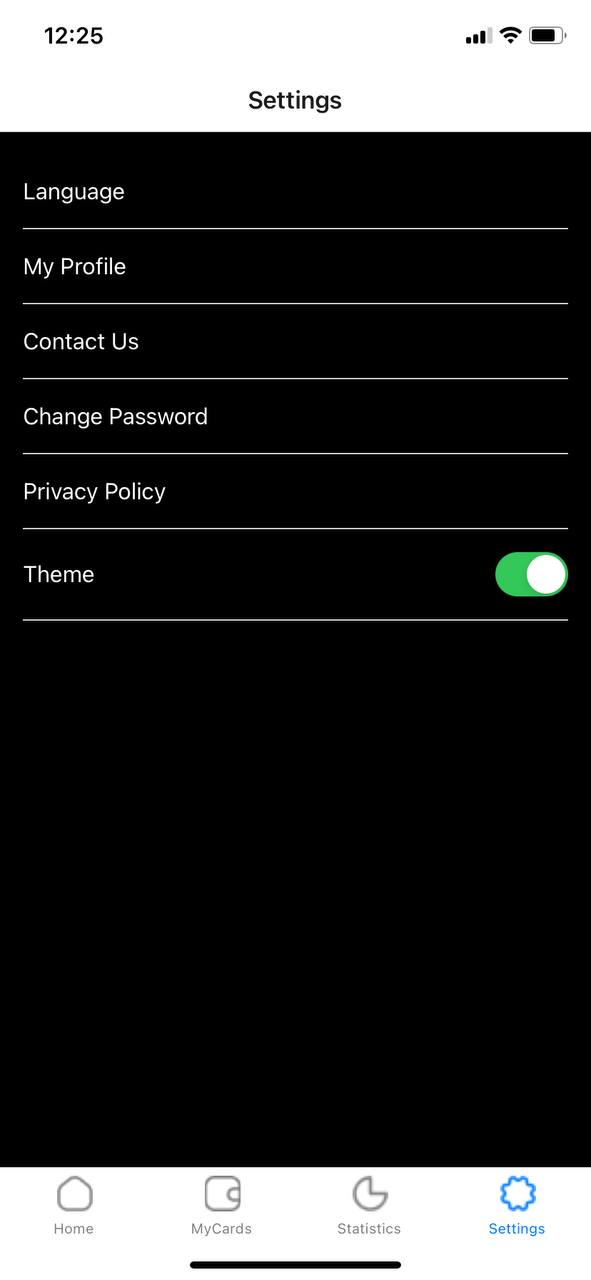 12:25
Settings
Language
My Profile
Contact Us
Change Password
Privacy Policy
Theme
Home
MyCards
Statistics
Settings